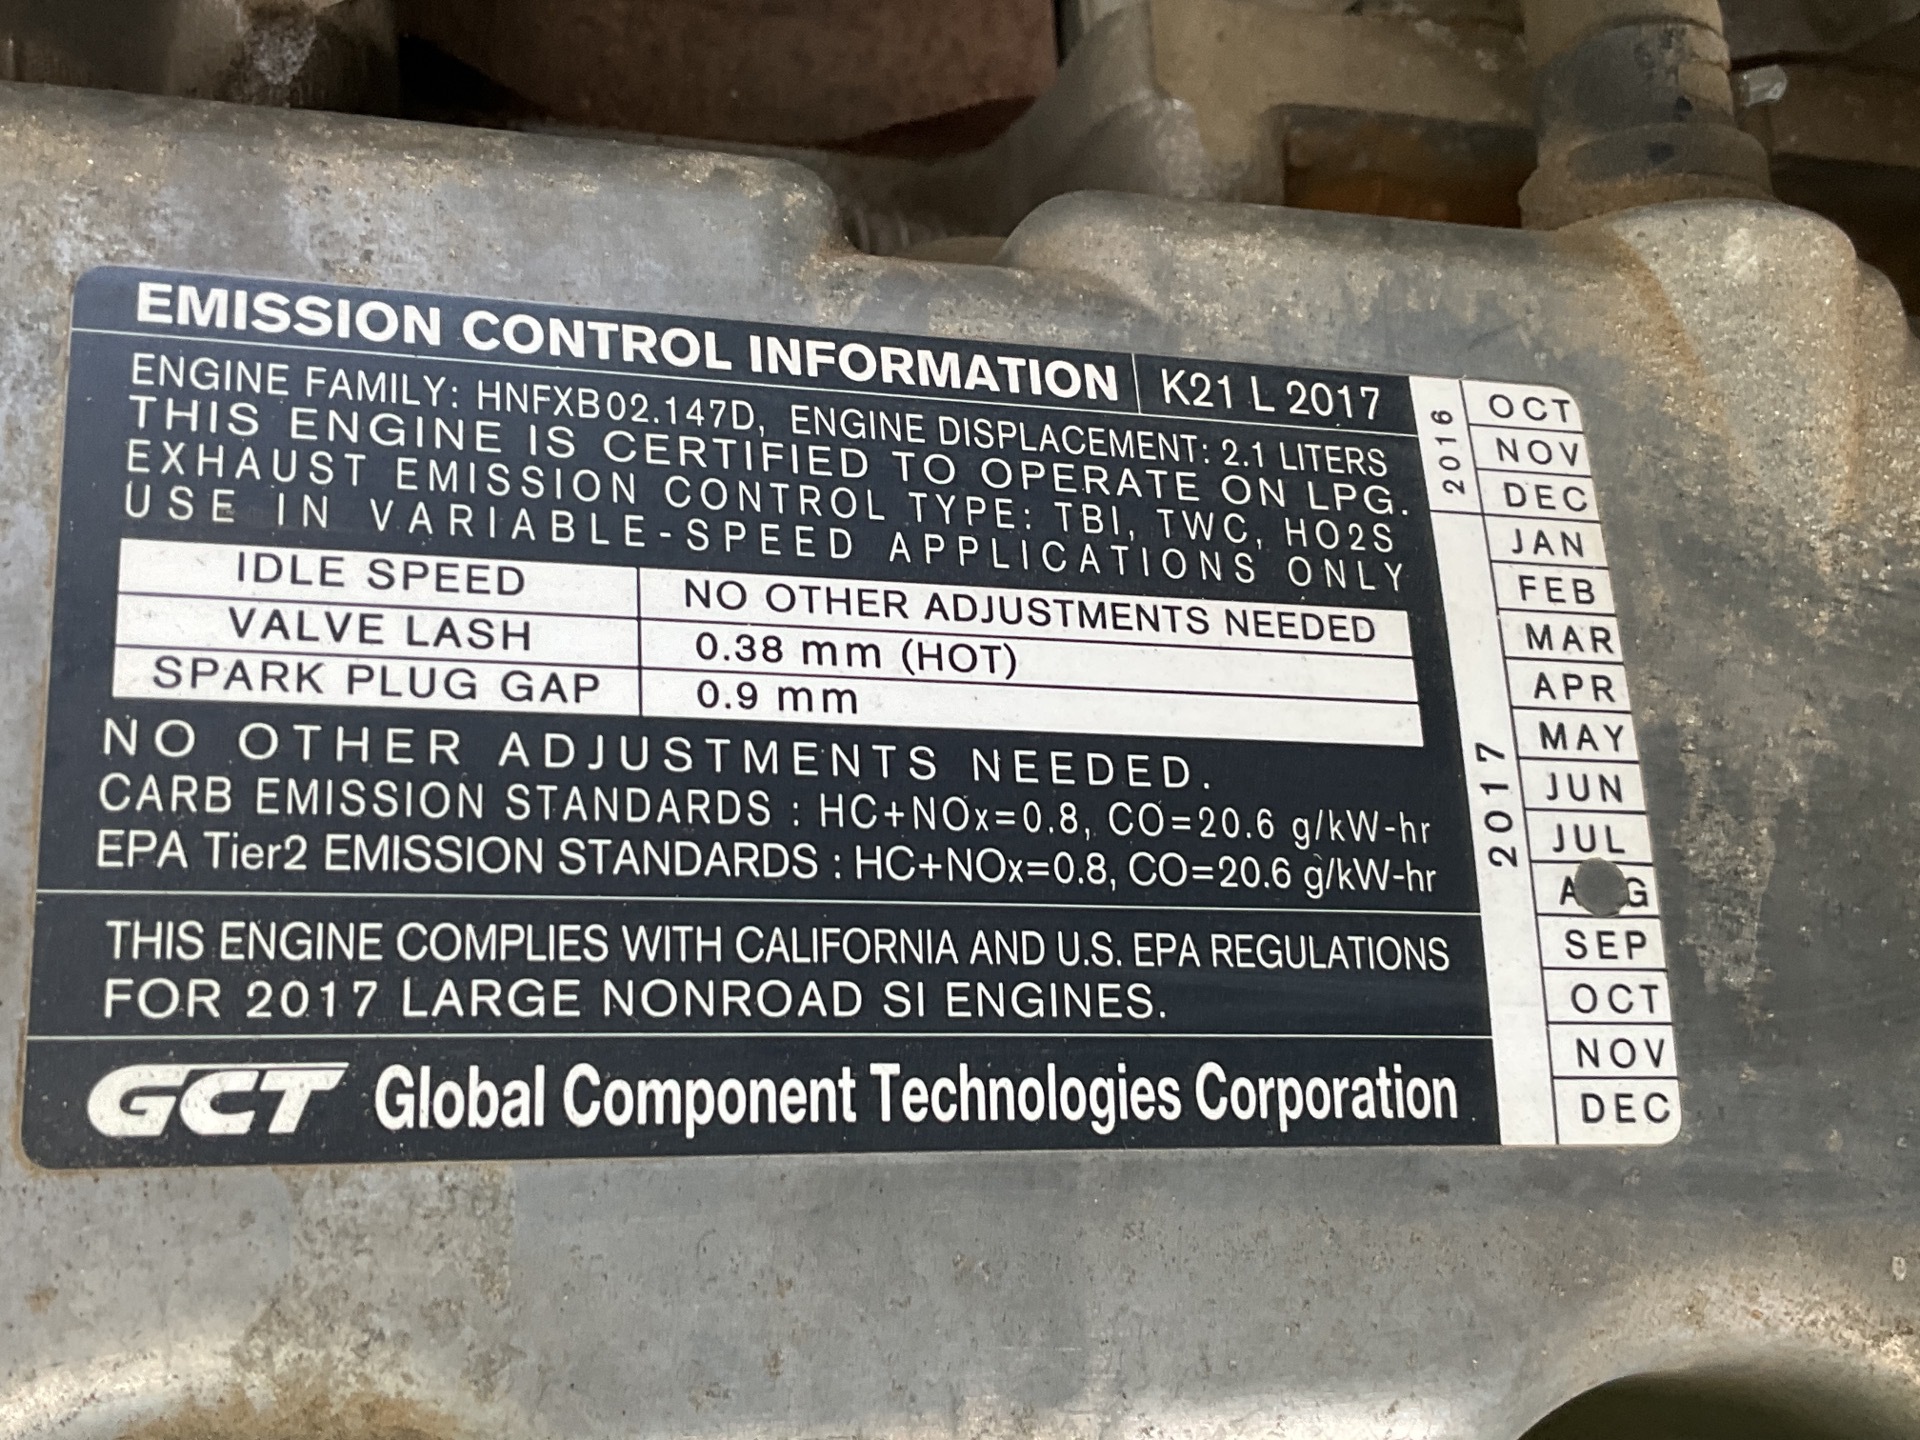 EMISSION CONTROL INFORMATION K21 L 2017
ENGINE FAMILY: HNFXB02.147D, ENGINE DISPLACEMENT: 2.1 LITERS
THIS ENGINE IS CERTIFIED TO OPERATE ON LPG.
EXHAUST EMISSION CONTROL TYPE: TBI, TWC, HO2S
USE IN VARIABLE-SPEED APPLICATIONS ONLY
IDLE SPEED NO OTHER ADJUSTMENTS NEEDED
VALVE LASH 0.38 mm (HOT)
SPARK PLUG GAP 0.9 mm
NO OTHER ADJUSTMENTS NEEDED.
CARB EMISSION STANDARDS : HC+NOx=0.8, CO=20.6 g/kW-hr
EPA Tier2 EMISSION STANDARDS : HC+NOx=0.8, CO=20.6 g/kW-hr
THIS ENGINE COMPLIES WITH CALIFORNIA AND U.S. EPA REGULATIONS
FOR 2017 LARGE NONROAD SI ENGINES.
GCT Global Component Technologies Corporation
2016
OCT
NOV
DEC
2017
JAN
FEB
MAR
APR
MAY
JUN
JUL
SEP
OCT
NOV
DEC